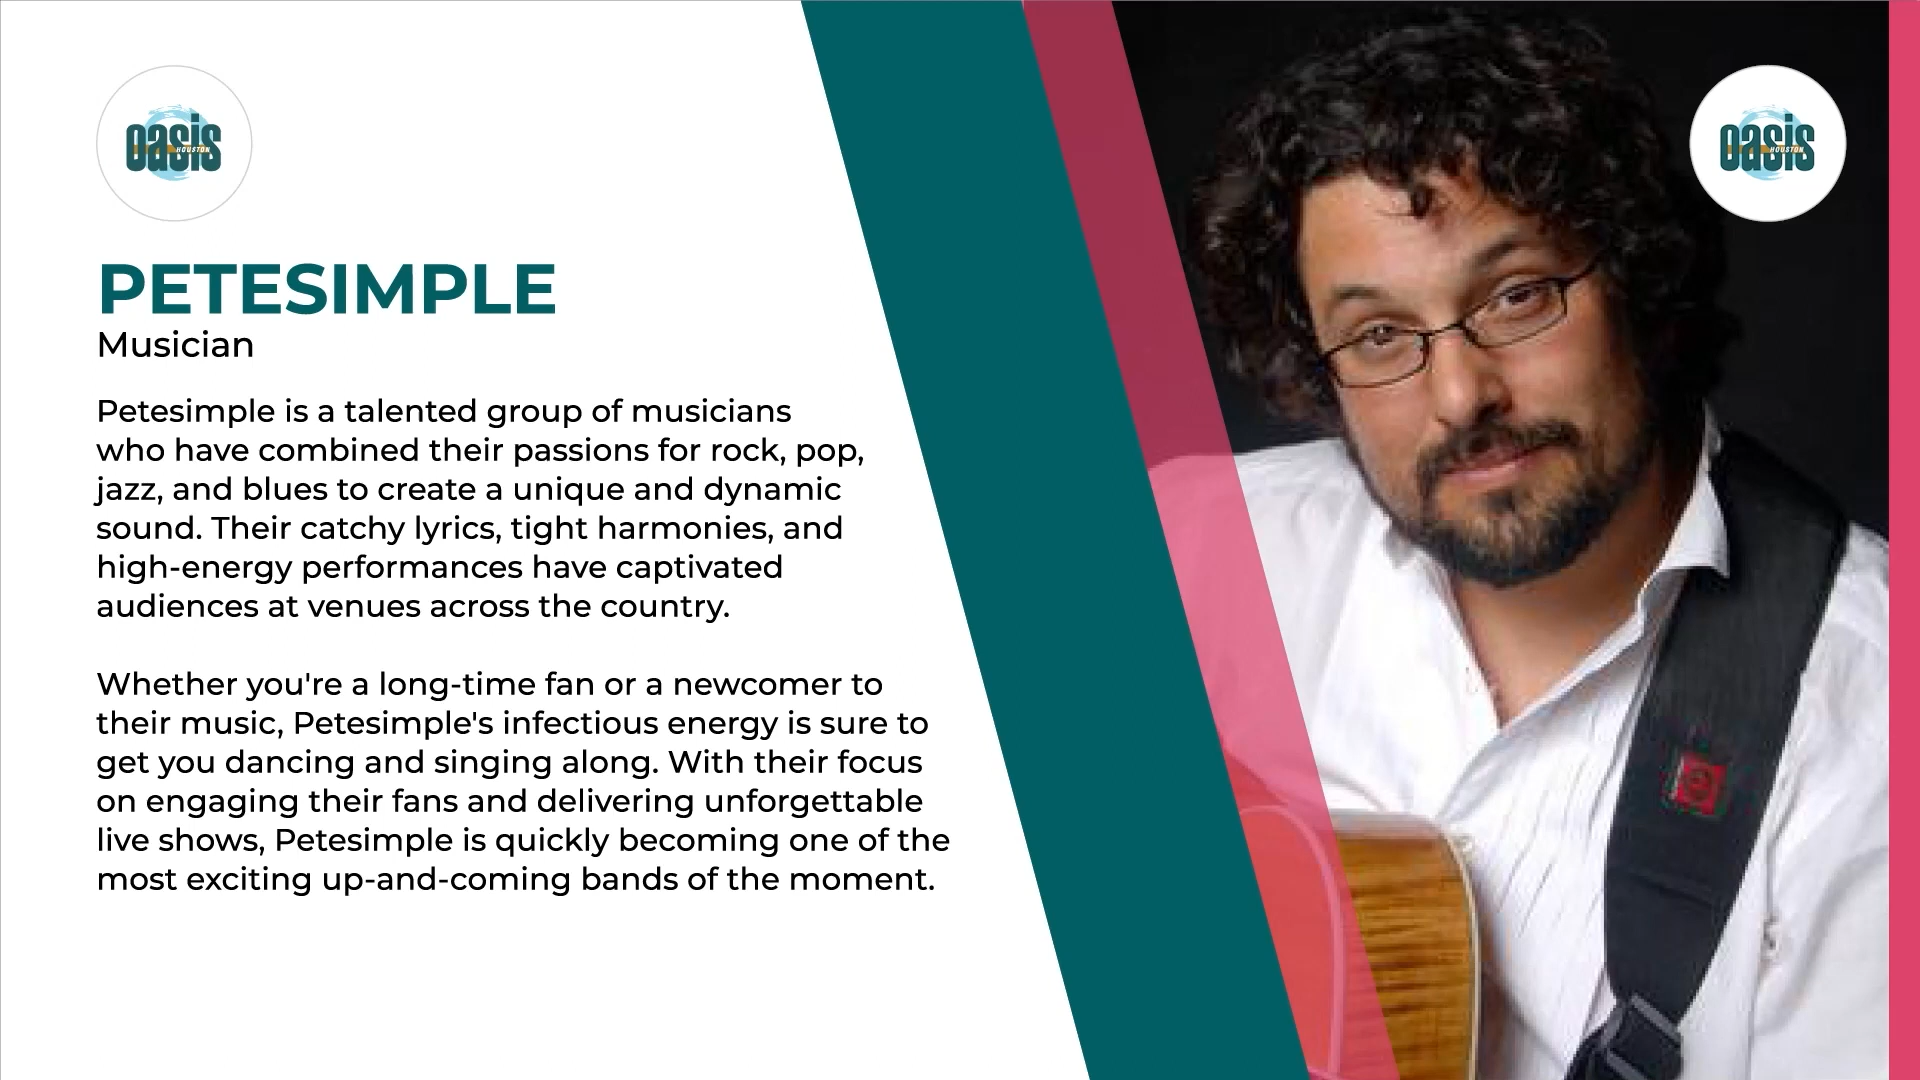 oasis
HOUSTON
oasis
HOUSTON
PETESIMPLE
Musician
Petesimple is a talented group of musicians
who have combined their passions for rock, pop,
jazz, and blues to create a unique and dynamic
sound. Their catchy lyrics, tight harmonies, and
high-energy performances have captivated
audiences at venues across the country.
Whether you're a long-time fan or a newcomer to
their music, Petesimple's infectious energy is sure to
get you dancing and singing along. With their focus
on engaging their fans and delivering unforgettable
live shows, Petesimple is quickly becoming one of the
most exciting up-and-coming bands of the moment.